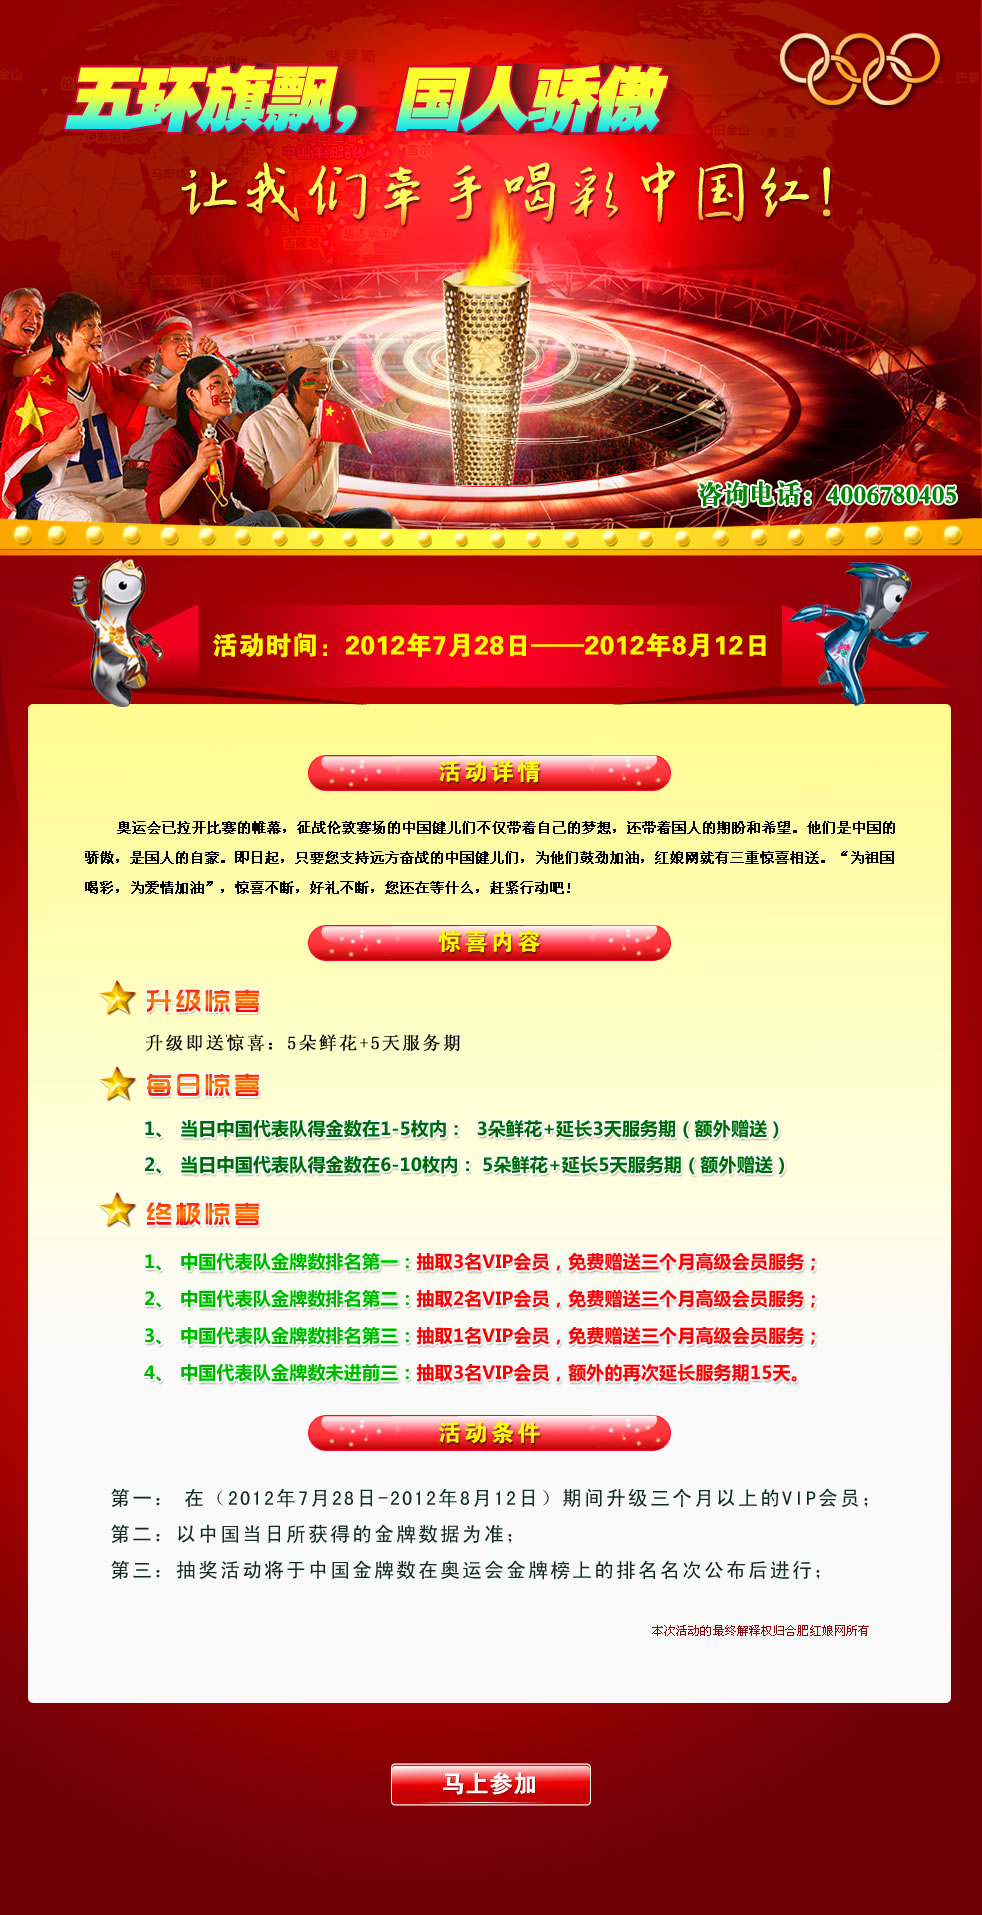 五环旗飘，国人骄傲
让我们牵手喝彩中国红！
俄罗斯
旧金山
美国
咨询电话：4006780405
活动时间：2012年7月28日——2012年8月12日
活动详情
奥运会已拉开比赛的帷幕，征战伦敦赛场的中国健儿们不仅带着自己的梦想，还带着国人的期盼和希望。他们是中国的
骄傲，是国人的自豪。即日起，只要您支持远方奋战的中国健儿们，为他们鼓劲加油，红娘网就有三重惊喜相送。“为祖国
喝彩，为爱情加油”，惊喜不断，好礼不断，您还在等什么，赶紧行动吧！
惊喜内容
升级惊喜
升级即送惊喜：5朵鲜花+5天服务期
每日惊喜
1、 当日中国代表队得金数在1-5枚内： 3朵鲜花+延长3天服务期（额外赠送）
2、 当日中国代表队得金数在6-10枚内： 5朵鲜花+延长5天服务期（额外赠送）
终极惊喜
1、 中国代表队金牌数排名第一：抽取3名VIP会员，免费赠送三个月高级会员服务；
2、 中国代表队金牌数排名第二：抽取2名VIP会员，免费赠送三个月高级会员服务；
3、 中国代表队金牌数排名第三：抽取1名VIP会员，免费赠送三个月高级会员服务；
4、 中国代表队金牌数未进前三：抽取3名VIP会员，额外的再次延长服务期15天。
活动条件
第一： 在（2012年7月28日-2012年8月12日）期间升级三个月以上的VIP会员；
第二：以中国当日所获得的金牌数据为准；
第三：抽奖活动将于中国金牌数在奥运会金牌榜上的排名名次公布后进行；
本次活动的最终解释权归合肥红娘网所有
马上参加